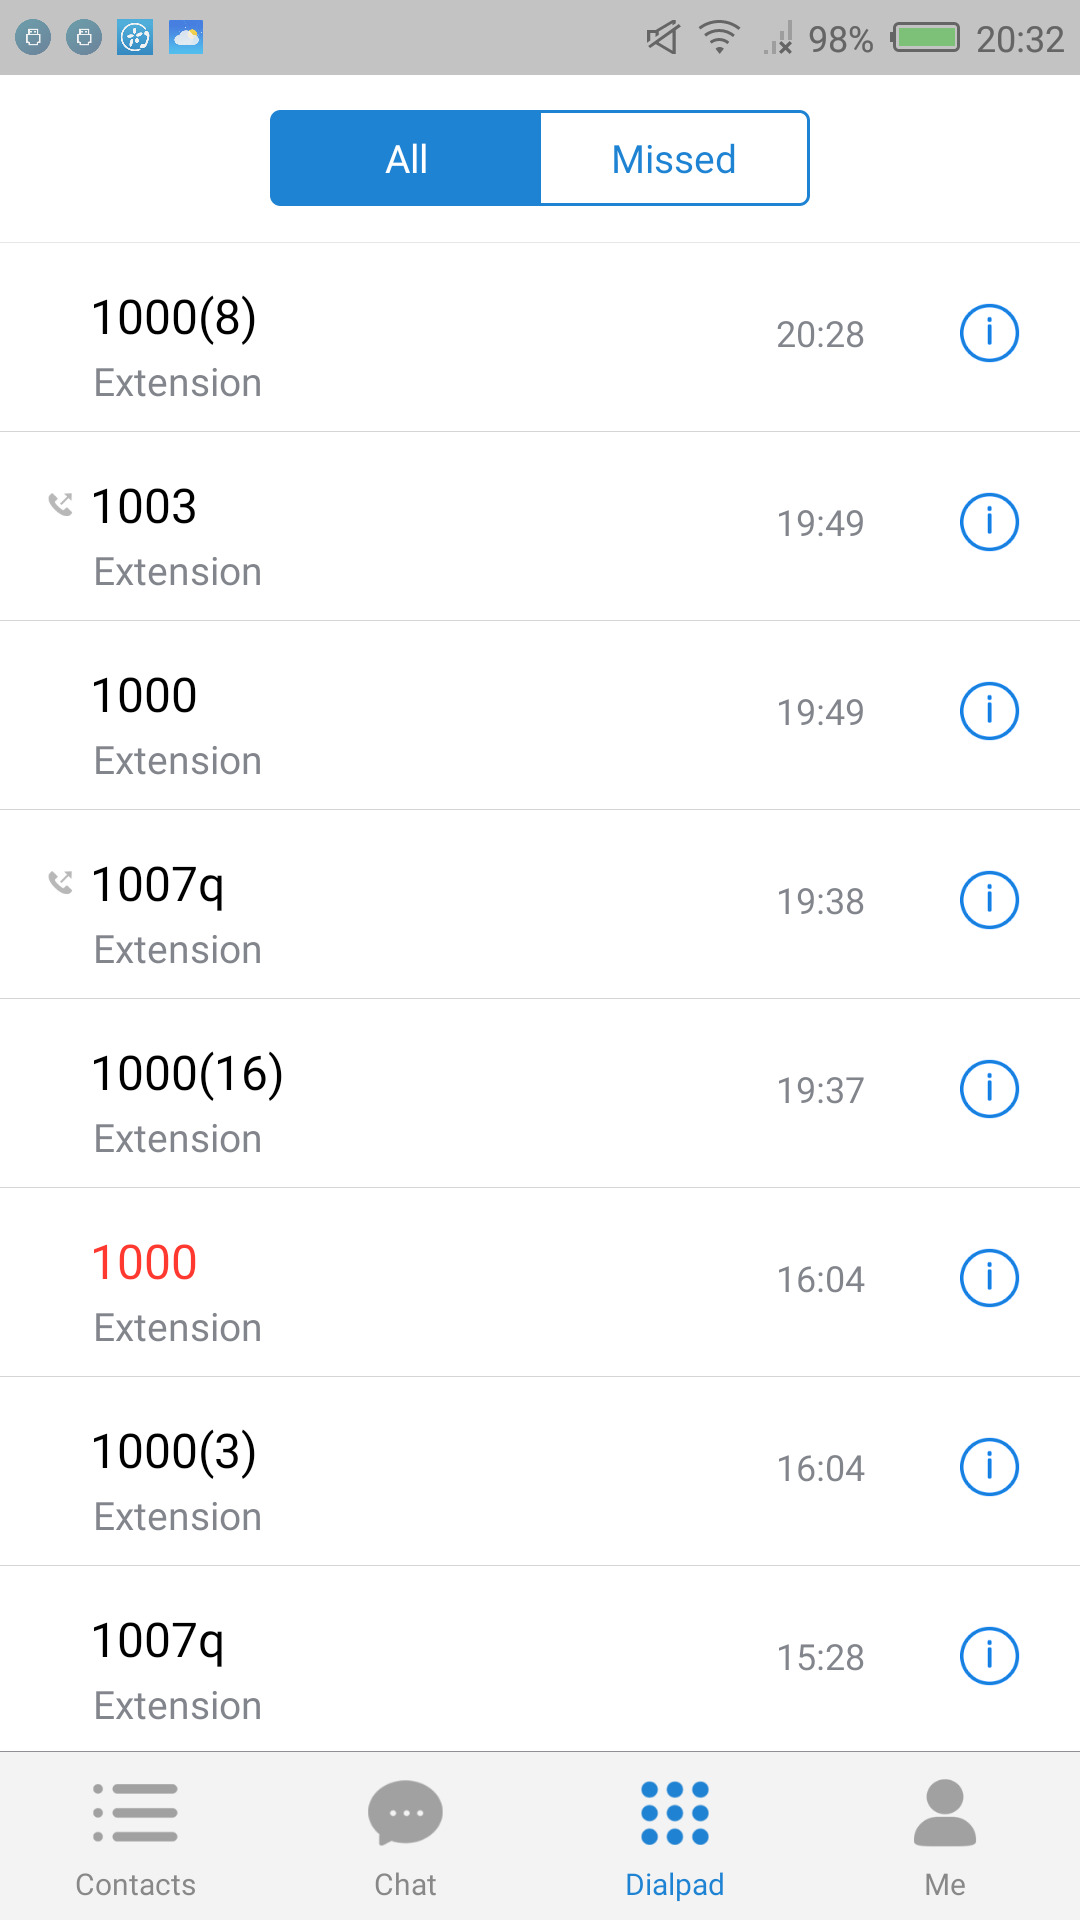 98% 20:32
All Missed
1000(8)
20:28
Extension
1003
19:49
Extension
1000
19:49
Extension
1007q
19:38
Extension
1000(16)
19:37
Extension
1000
16:04
Extension
1000(3)
16:04
Extension
1007q
15:28
Extension
Contacts Chat Dialpad Me